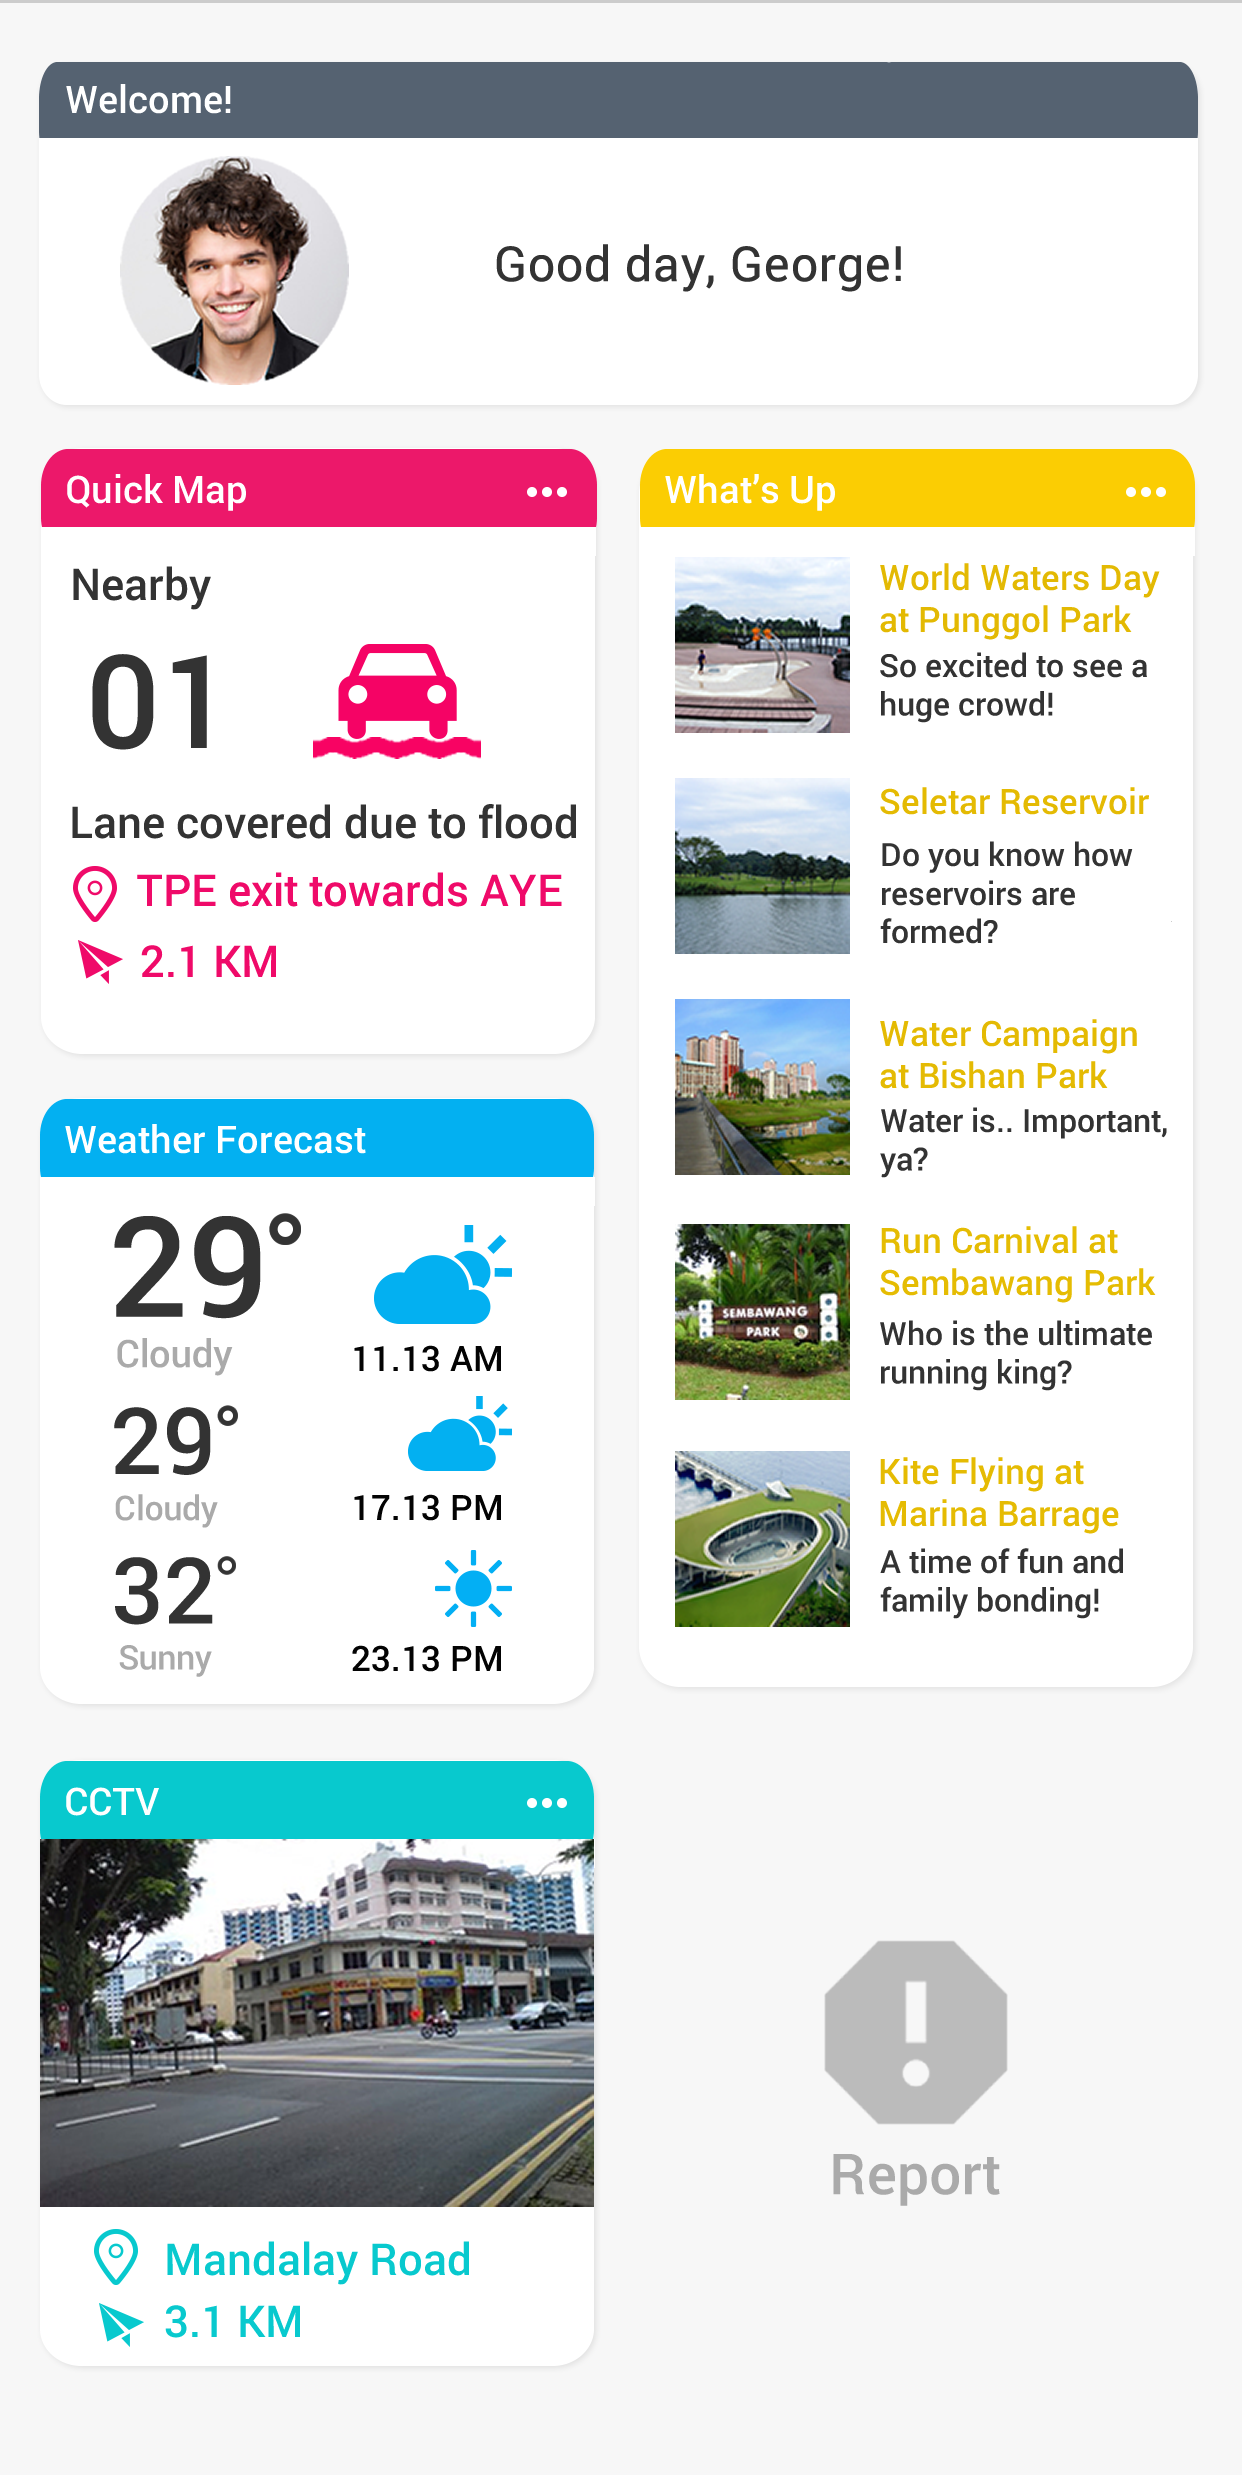 Welcome!
Good day, George!
Quick Map
Nearby
01
Lane covered due to flood
TPE exit towards AYE
2.1 KM
Weather Forecast
29°
Cloudy
11.13 AM
29°
Cloudy
17.13 PM
32°
Sunny
23.13 PM
What's Up
World Waters Day
at Punggol Park
So excited to see a
huge crowd!
Seletar Reservoir
Do you know how
reservoirs are
formed?
Water Campaign
at Bishan Park
Water is.. Important,
ya?
SEMBAWANG
PARK
Run Carnival at
Sembawang Park
Who is the ultimate
running king?
Kite Flying at
Marina Barrage
A time of fun and
family bonding!
CCTV
Mandalay Road
3.1 KM
Report